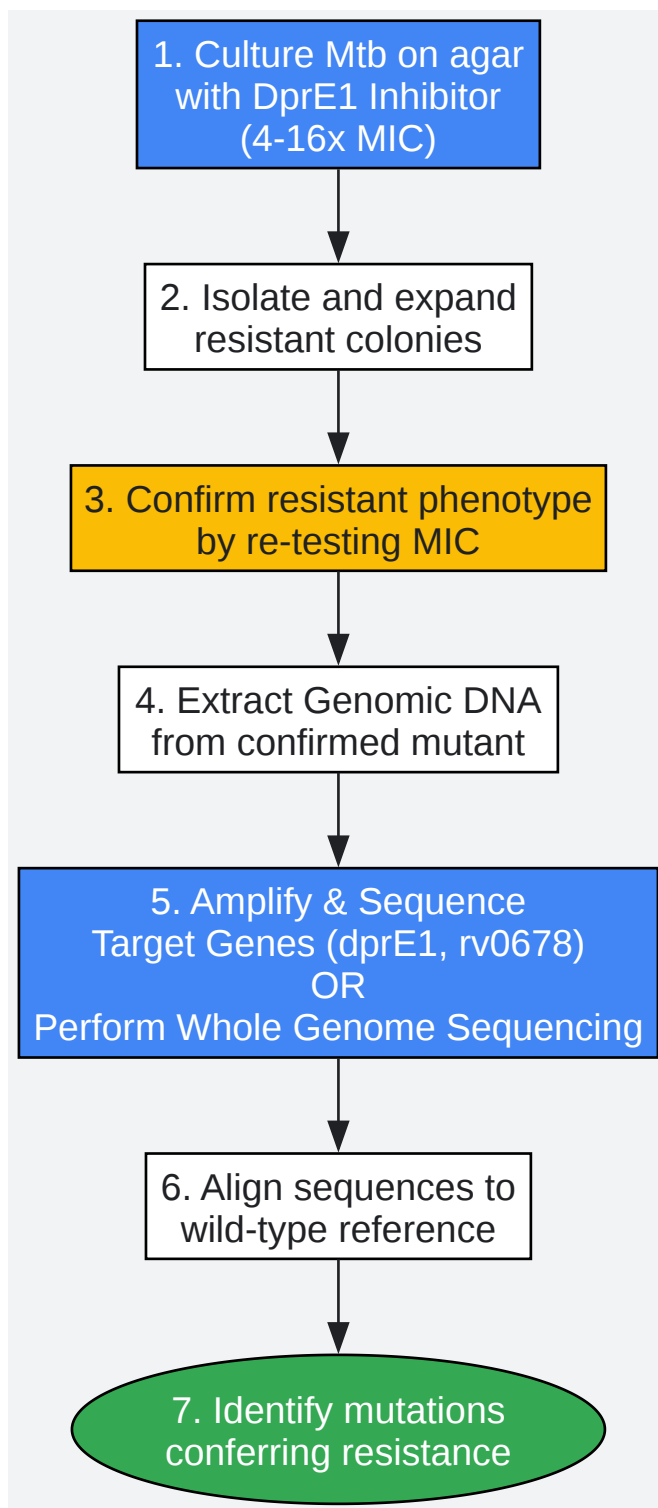 1. Culture Mtb on agar
with DprE1 Inhibitor
(4-16x MIC)
2. Isolate and expand
resistant colonies
3. Confirm resistant phenotype
by re-testing MIC
4. Extract Genomic DNA
from confirmed mutant
5. Amplify & Sequence
Target Genes (dprE1, rv0678)
OR
Perform Whole Genome Sequencing
6. Align sequences to
wild-type reference
7. Identify mutations
conferring resistance